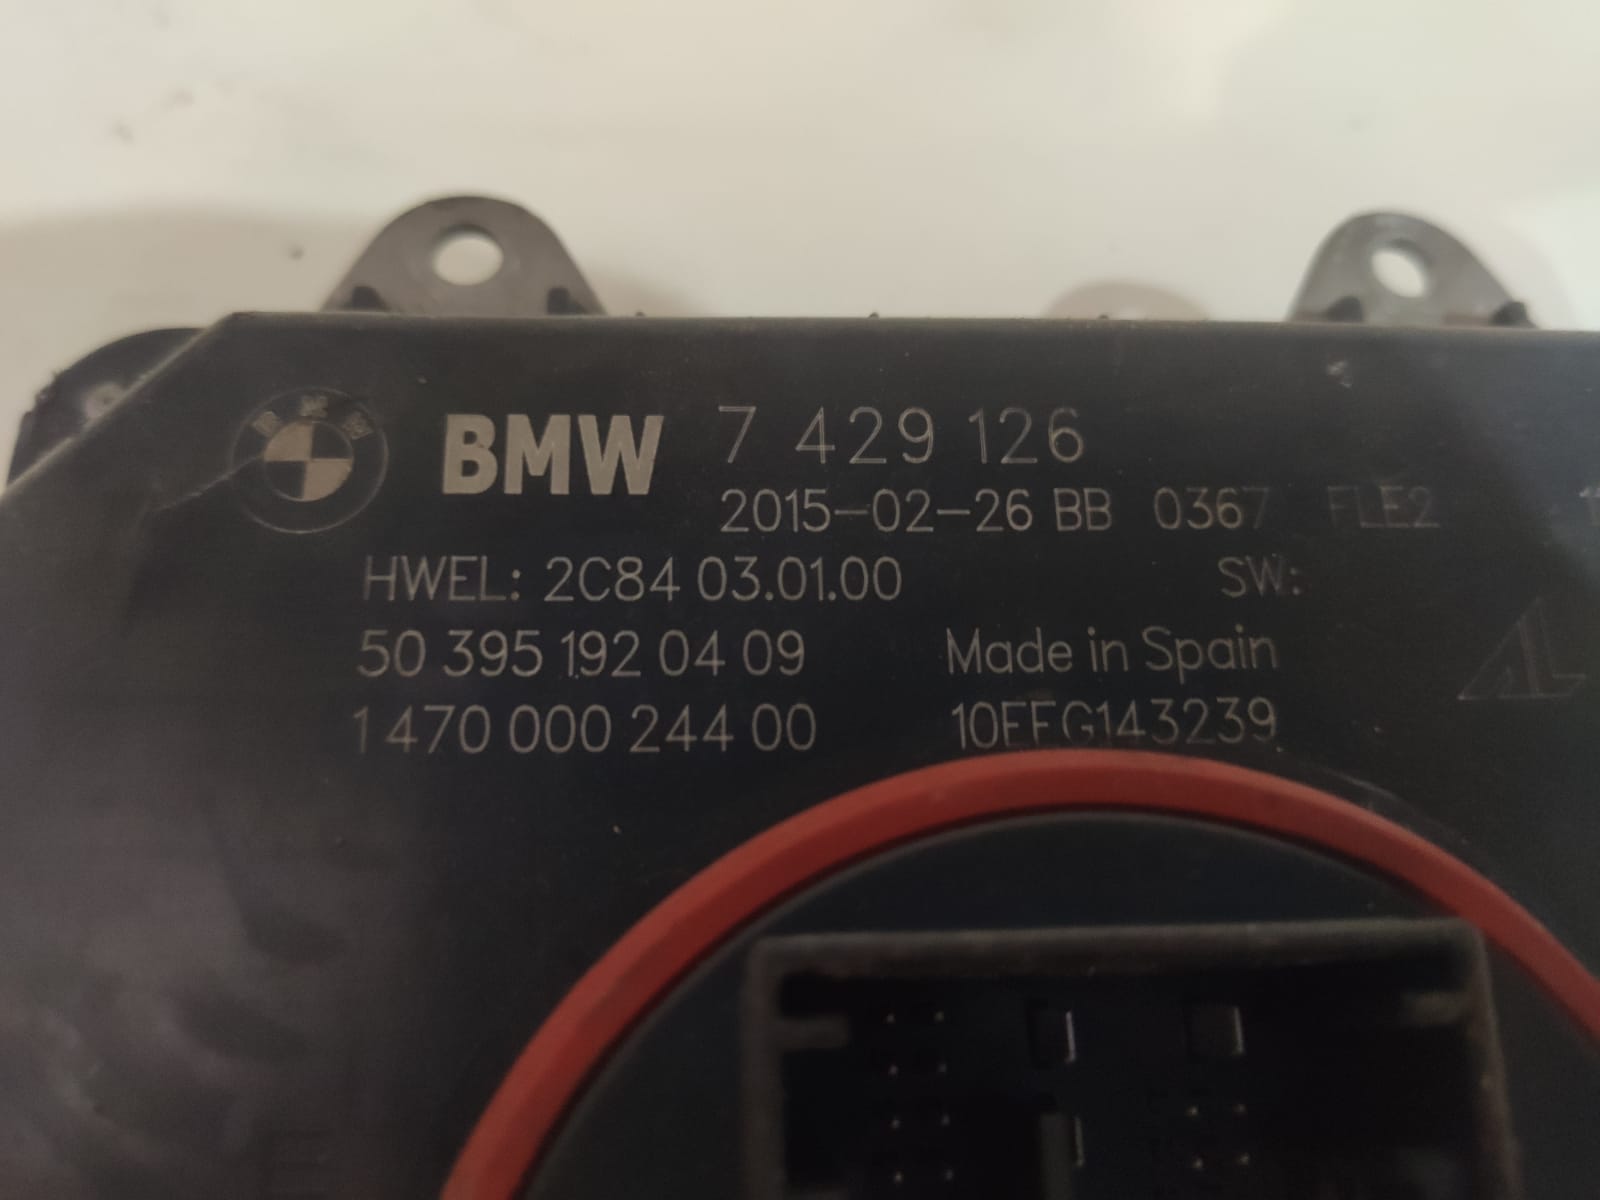 BMW 7 429 126
2015-02-26 BB 0367 FLE2
HWEL: 2C84 03.01.00 SW:
50 395 192 04 09 Made in Spain
1 470 000 244 00 10EFG143239
AL